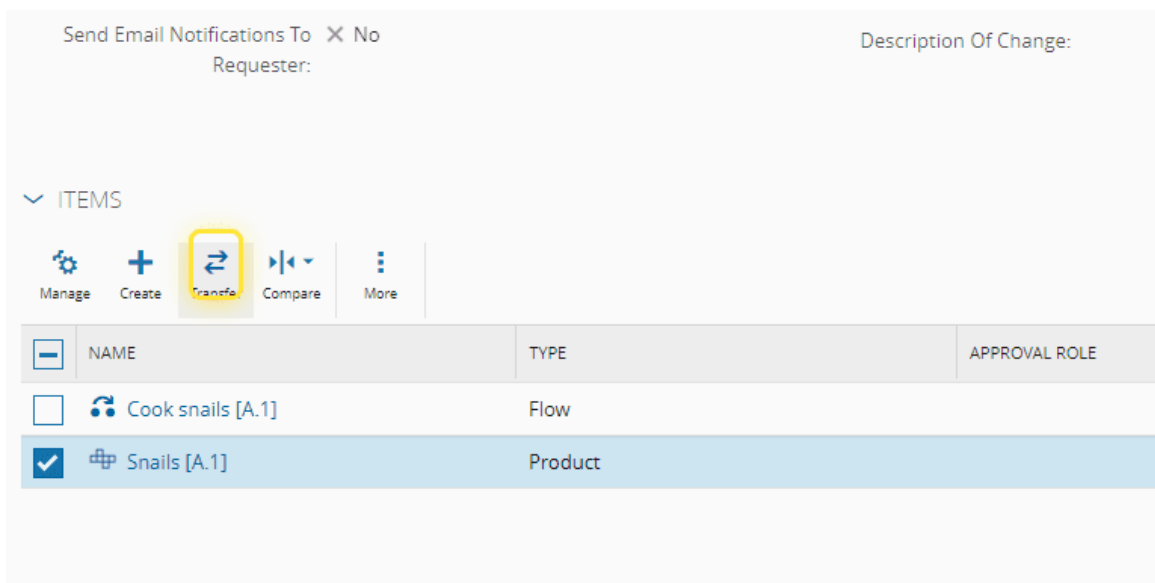 Send Email Notifications To No
Requester:
Description Of Change:
ITEMS
Manage Create Transfer Compare More
NAME TYPE APPROVAL ROLE
Cook snails [A.1] Flow
Snails [A.1] Product